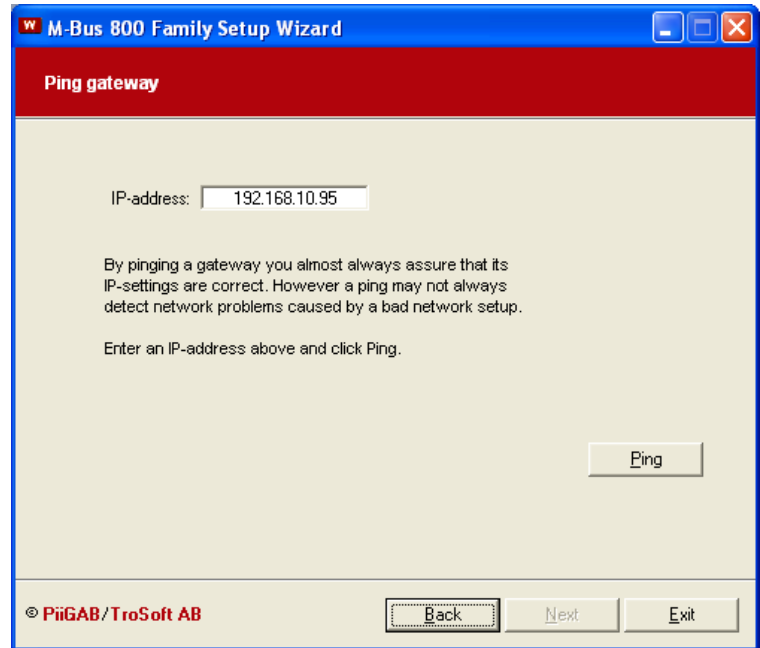 W M-Bus 800 Family Setup Wizard
Ping gateway
IP-address: 192.168.10.95
By pinging a gateway you almost always assure that its
IP-settings are correct. However a ping may not always
detect network problems caused by a bad network setup.
Enter an IP-address above and click Ping.
Ping
© PiiGAB/TroSoft AB Back Next Exit